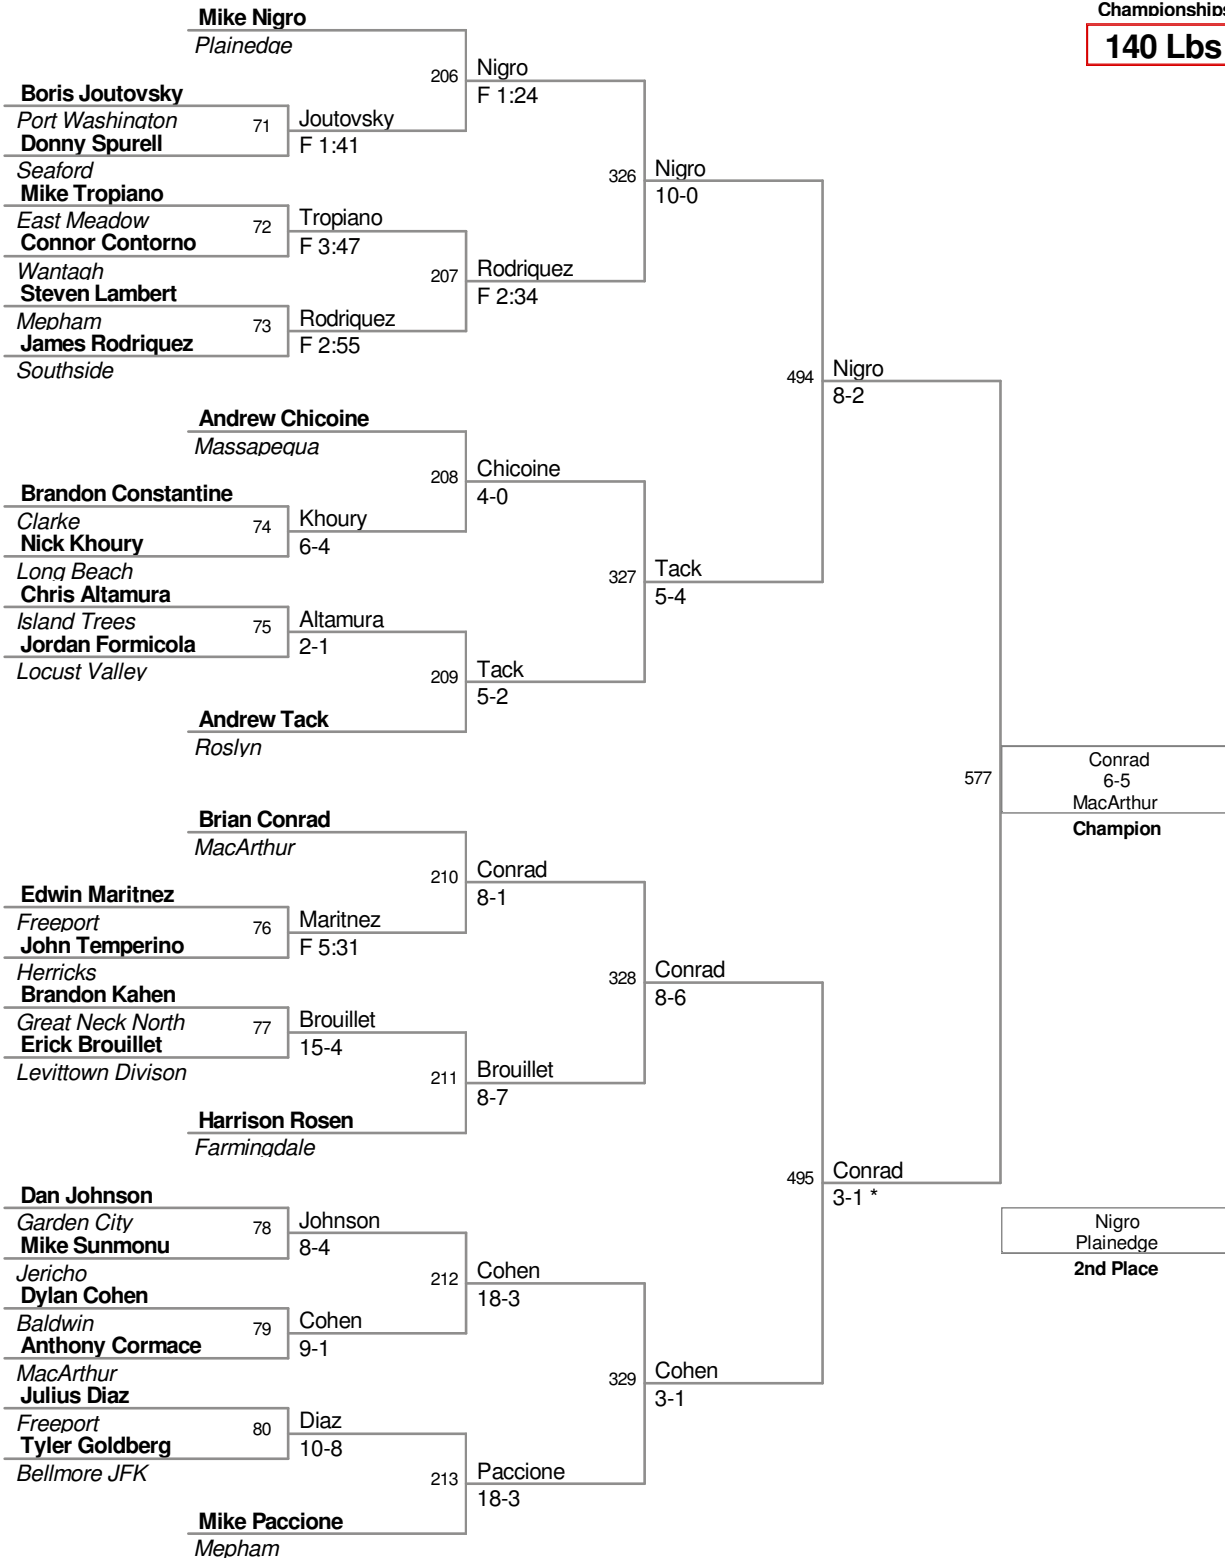 Championships
140 Lbs
Mike Nigro
Plainedge
206
Nigro
F 1:24
Boris Joutovsky
Port Washington
71
Joutovsky
F 1:41
Donny Spurell
Seaford
326
Nigro
10-0
Mike Tropiano
East Meadow
72
Tropiano
F 3:47
Connor Contorno
Wantagh
207
Rodriquez
F 2:34
Steven Lambert
Mepham
73
Rodriquez
F 2:55
James Rodriquez
Southside
494
Nigro
8-2
Andrew Chicoine
Massapequa
208
Chicoine
4-0
Brandon Constantine
Clarke
74
Khoury
6-4
Nick Khoury
Long Beach
327
Tack
5-4
Chris Altamura
Island Trees
75
Altamura
2-1
Jordan Formicola
Locust Valley
209
Tack
5-2
Andrew Tack
Roslyn
577
Conrad
6-5
MacArthur
Champion
Brian Conrad
MacArthur
210
Conrad
8-1
Edwin Maritnez
Freeport
76
Maritnez
F 5:31
John Temperino
Herricks
328
Conrad
8-6
Brandon Kahen
Great Neck North
77
Brouillet
15-4
Erick Brouillet
Levittown Divison
211
Brouillet
8-7
Harrison Rosen
Farmingdale
495
Conrad
3-1 *
Dan Johnson
Garden City
78
Johnson
8-4
Mike Sunmonu
Jericho
212
Cohen
18-3
Nigro
Plainedge
2nd Place
Dylan Cohen
Baldwin
79
Cohen
9-1
Anthony Cormace
MacArthur
329
Cohen
3-1
Julius Diaz
Freeport
80
Diaz
10-8
Tyler Goldberg
Bellmore JFK
213
Paccione
18-3
Mike Paccione
Mepham